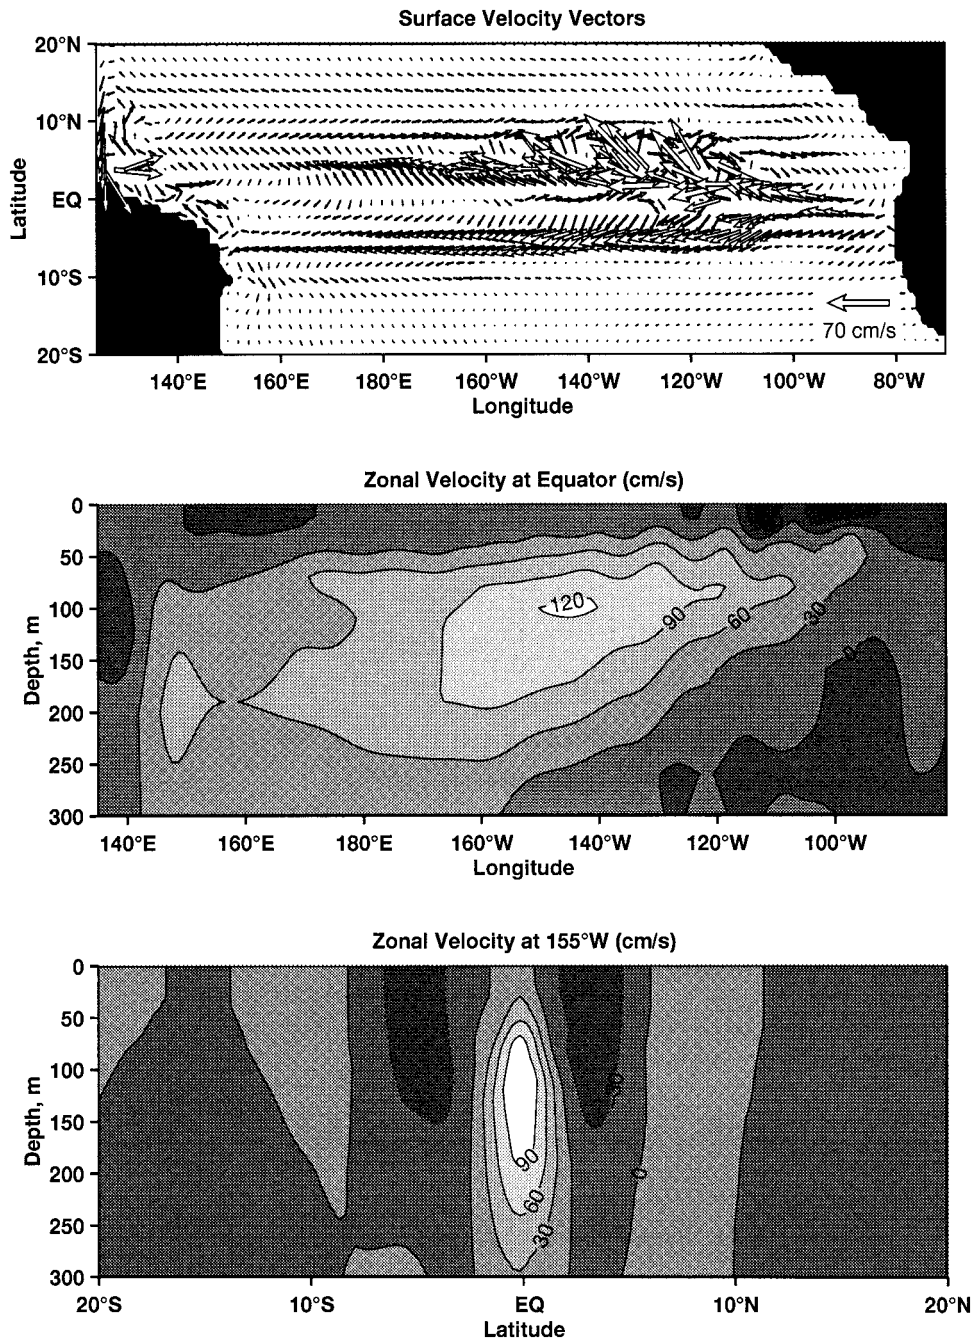 Surface Velocity Vectors
20°N
10°N
EQ
10°S
20°S
Latitude
70 cm/s
140°E 160°E 180°E 160°W 140°W 120°W 100°W 80°W
Longitude
Zonal Velocity at Equator (cm/s)
0
50
100
150
200
250
300
Depth, m
120
90
60
30
0
140°E 160°E 180°E 160°W 140°W 120°W 100°W
Longitude
Zonal Velocity at 155°W (cm/s)
0
50
100
150
200
250
300
Depth, m
90
60
30
0
20°S 10°S EQ 10°N 20°N
Latitude